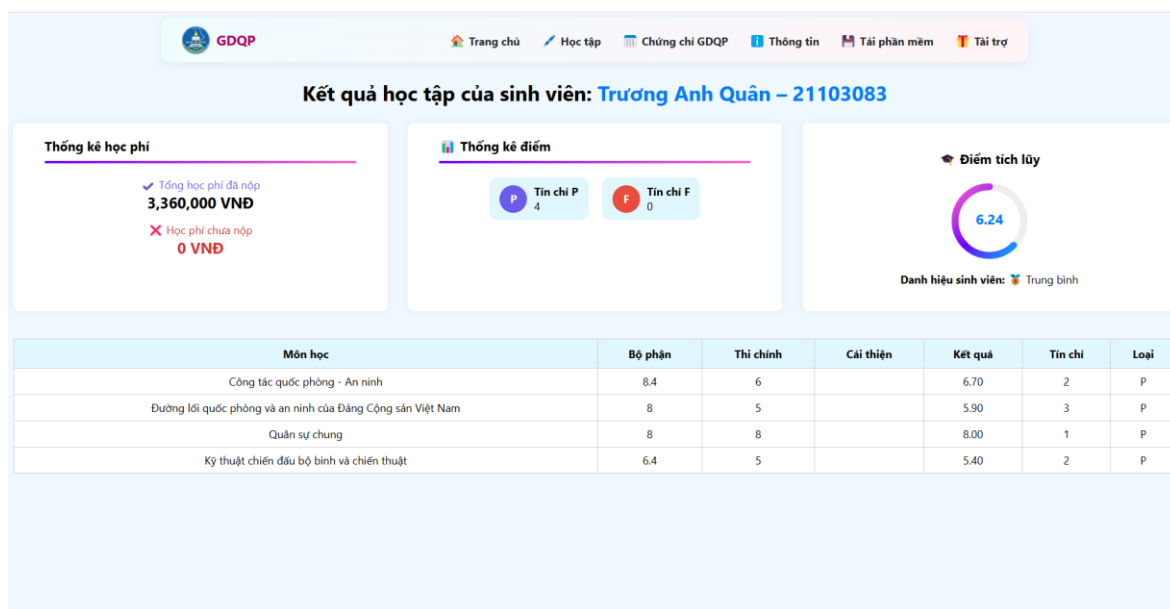 GDQP Trang chủ Học tập Chứng chỉ GDQP Thông tin Tải phần mềm Tài trợ
Kết quả học tập của sinh viên: Trương Anh Quân – 21103083
Thống kê học phí
Tổng học phí đã nộp
3,360,000 VNĐ
Học phí chưa nộp
0 VNĐ
Thống kê điểm
P Tín chỉ P
4
F Tín chỉ F
0
Điểm tích lũy
6.24
Danh hiệu sinh viên: Trung bình
Môn học Bộ phận Thi chính Cải thiện Kết quả Tín chỉ Loại
Công tác quốc phòng - An ninh 8.4 6 6.70 2 P
Đường lối quốc phòng và an ninh của Đảng Cộng sản Việt Nam 8 5 5.90 3 P
Quân sự chung 8 8 8.00 1 P
Kỹ thuật chiến đấu bộ binh và chiến thuật 6.4 5 5.40 2 P